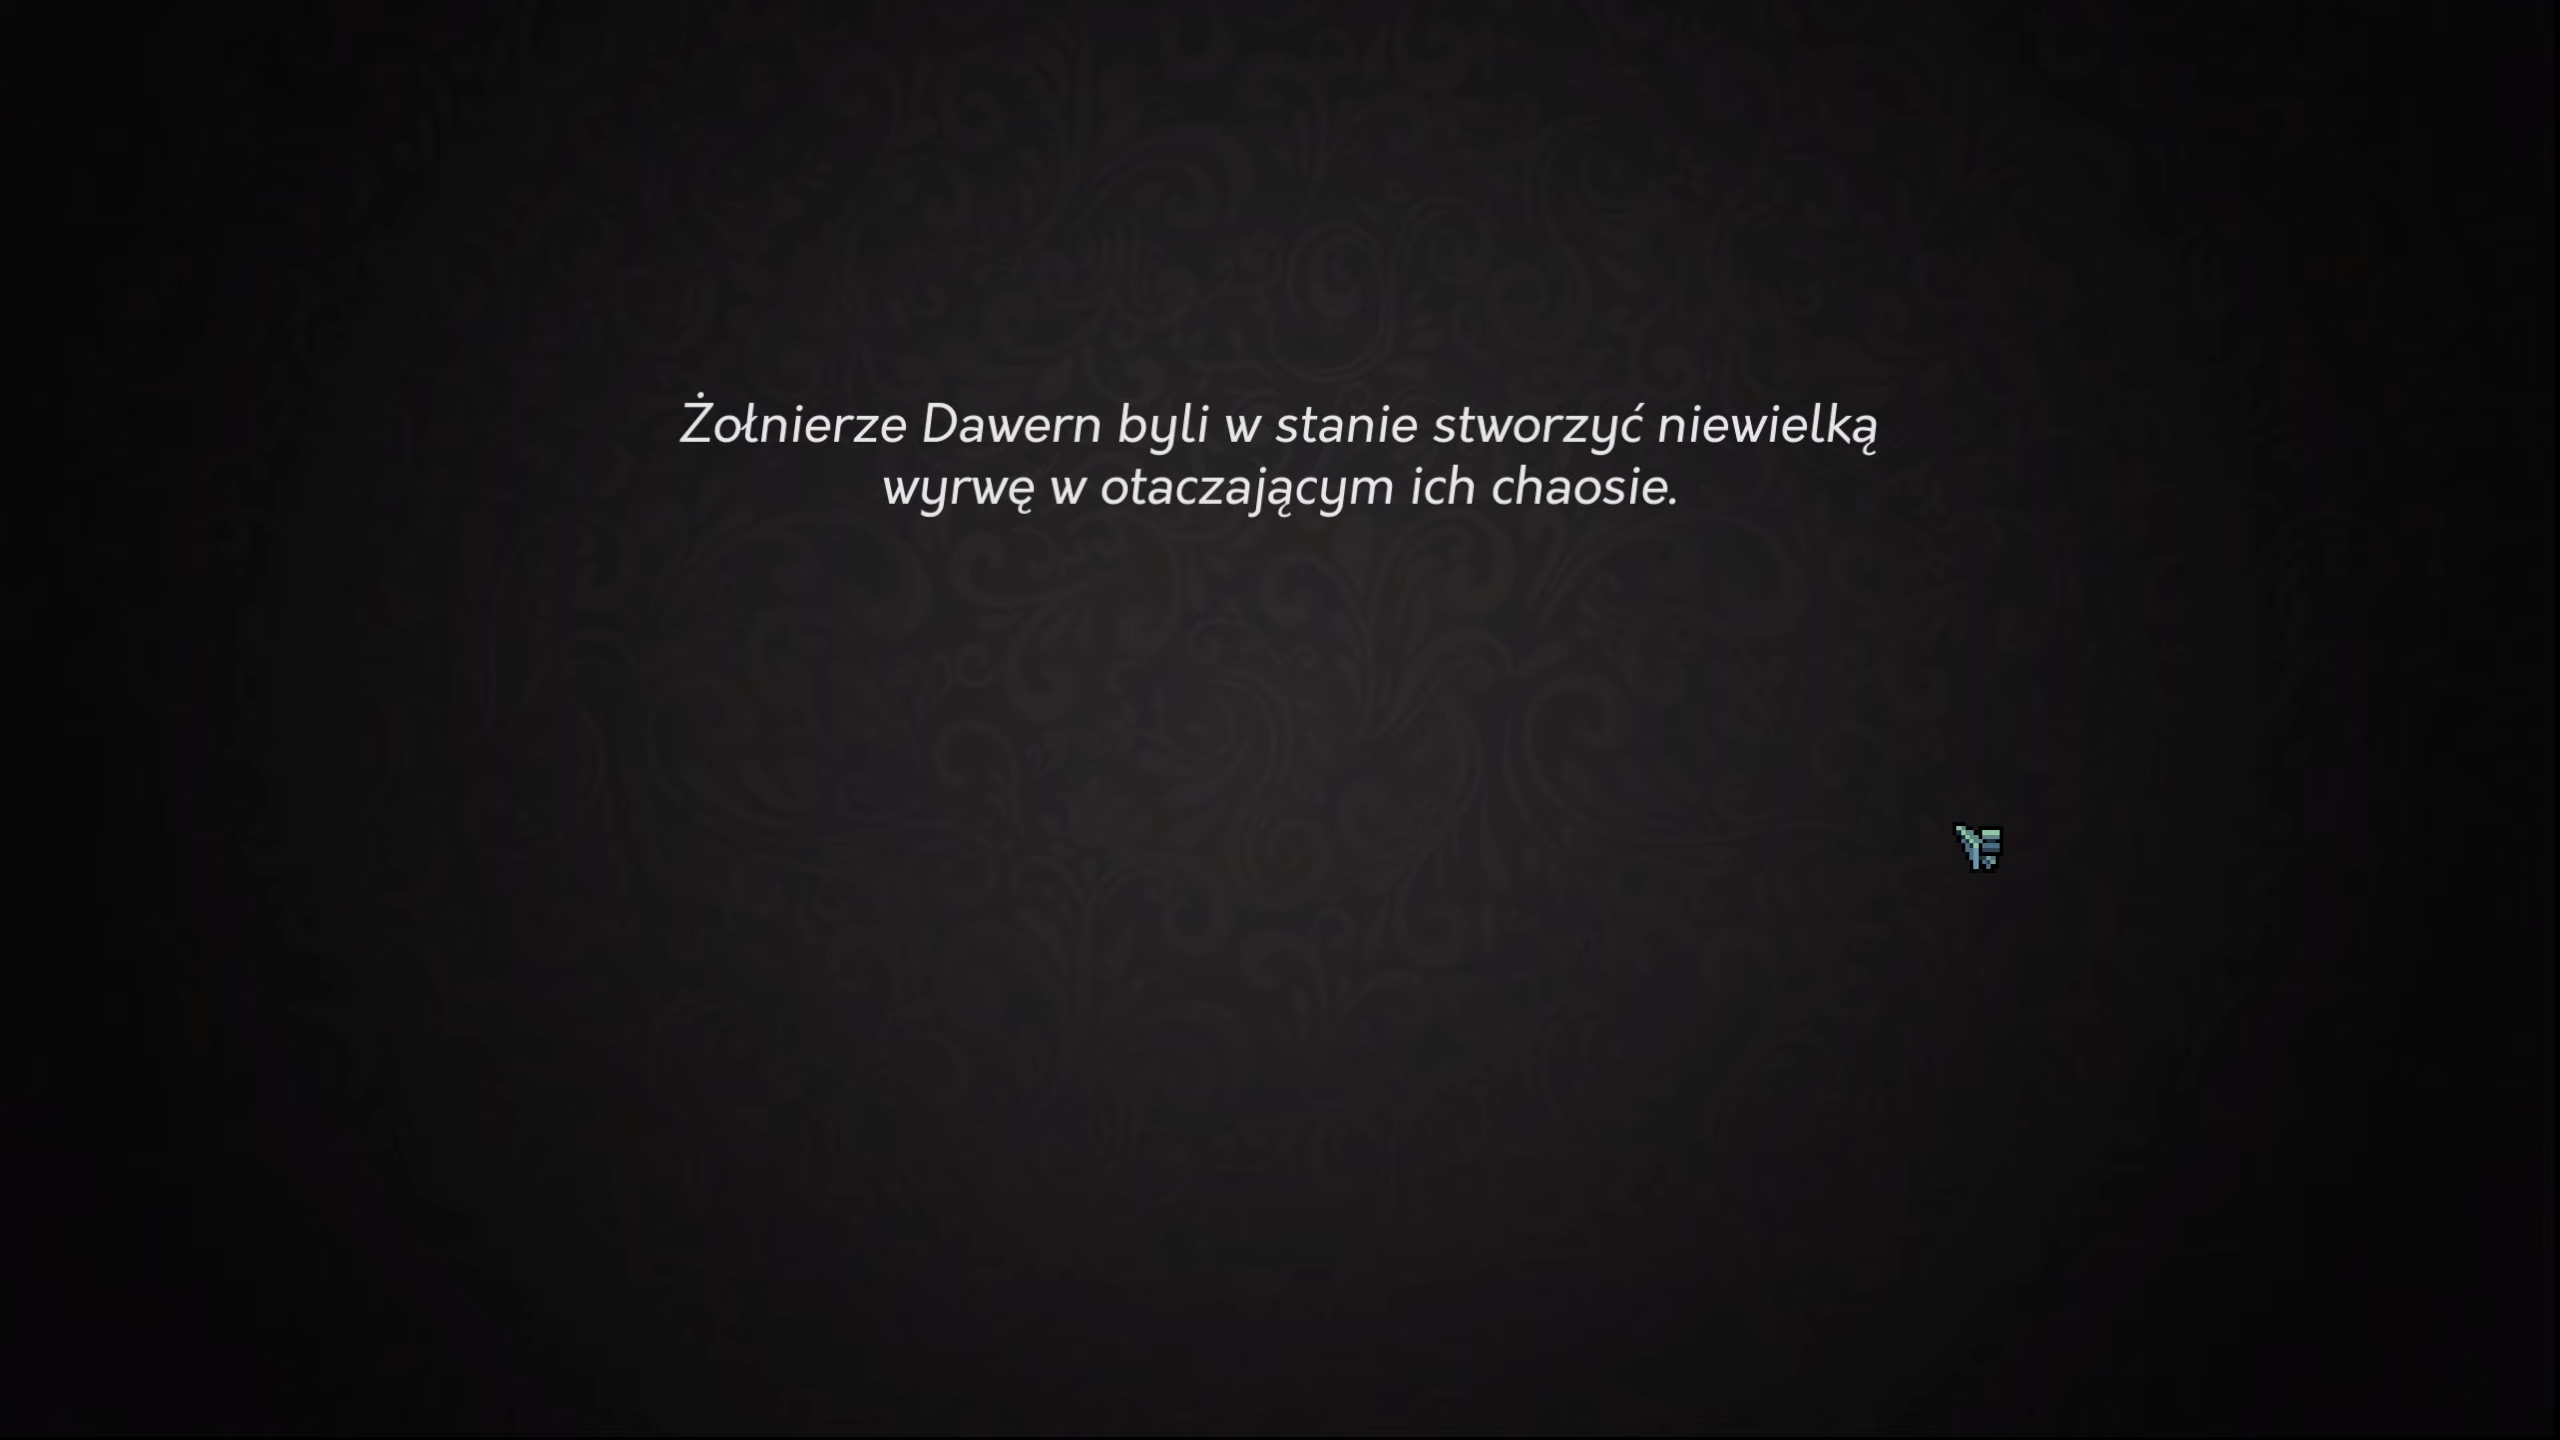 Żołnierze Dawern byli w stanie stworzyć niewielką
wyrwę w otaczającym ich chaosie.